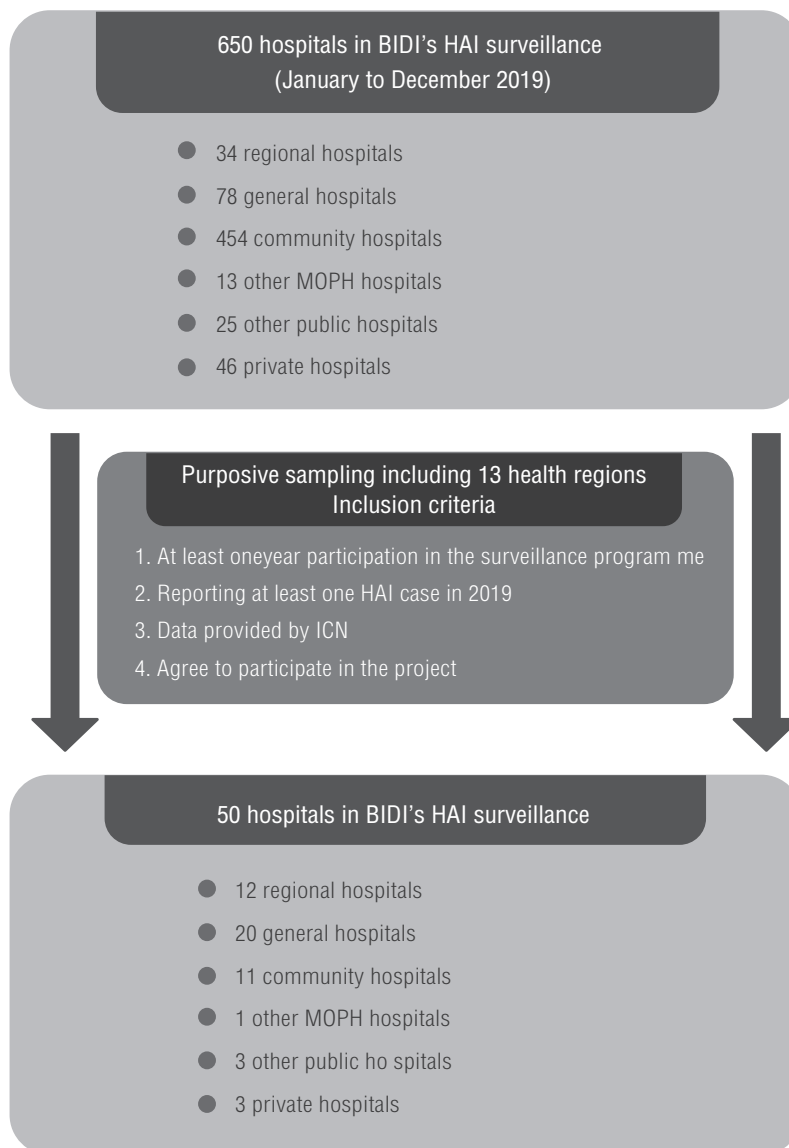 650 hospitals in BIDI's HAI surveillance
(January to December 2019)
34 regional hospitals
78 general hospitals
454 community hospitals
13 other MOPH hospitals
25 other public hospitals
46 private hospitals
Purposive sampling including 13 health regions
Inclusion criteria
1. At least oneyear participation in the surveillance program me
2. Reporting at least one HAI case in 2019
3. Data provided by ICN
4. Agree to participate in the project
50 hospitals in BIDI's HAI surveillance
12 regional hospitals
20 general hospitals
11 community hospitals
1 other MOPH hospitals
3 other public ho spitals
3 private hospitals